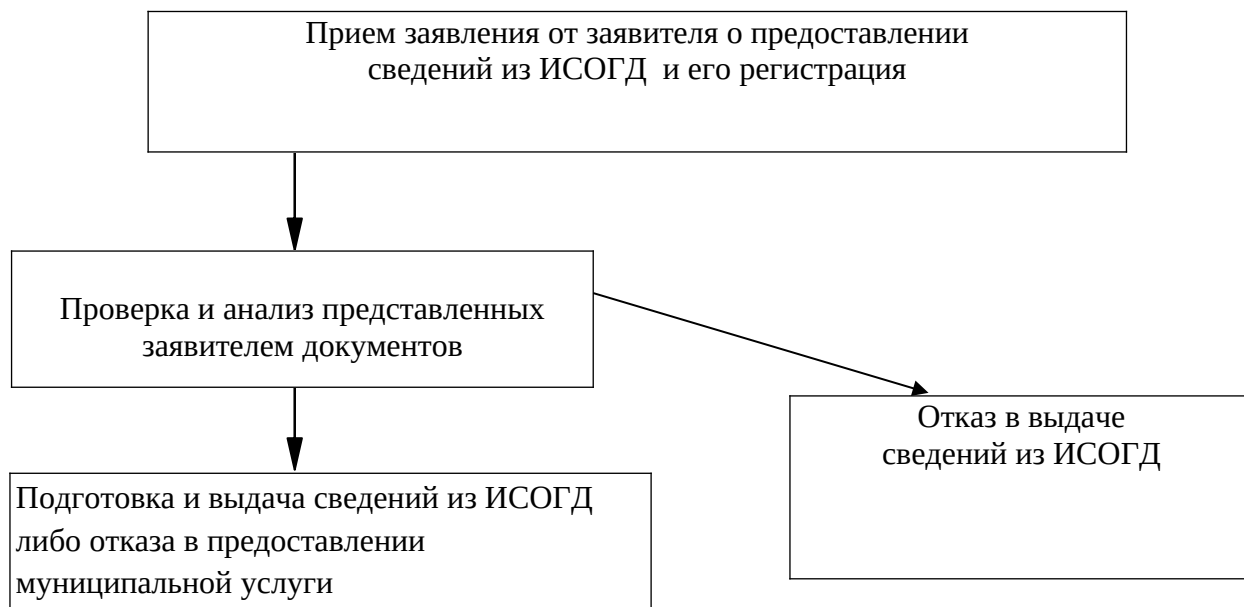 Прием заявления от заявителя о предоставлении
сведений из ИСОГД и его регистрация
Проверка и анализ представленных
заявителем документов
Отказ в выдаче
сведений из ИСОГД
Подготовка и выдача сведений из ИСОГД
либо отказа в предоставлении
муниципальной услуги